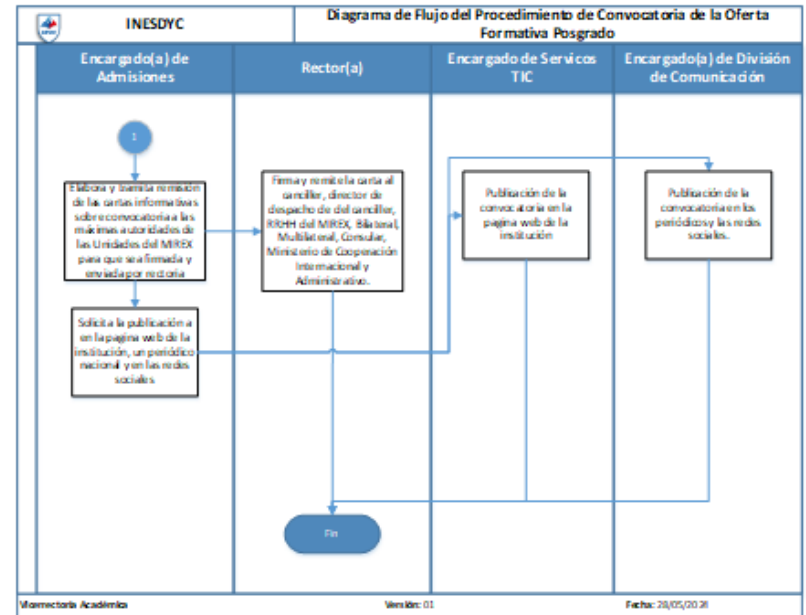 INESDYC
Diagrama de Flujo del Procedimiento de Convocatoria de la Oferta
Formativa Posgrado
Encargado(a) de
Admisiones
Rector(a)
Encargado de Servicos
TIC
Encargado(a) de División
de Comunicación
1
Elabora y tramita remisión
de las cartas informativas
sobre convocatoria a las
máximas autoridades de
las Unidades del MIREX
para que sea firmada y
enviada por rectoria
Firma y remite la carta al
canciller, director de
despacho de del canciller,
RRHH del MIREX, Bilateral,
Multilateral, Consular,
Ministerio de Cooperación
Internacional y
Administrativo.
Publicación de la
convocatoria en la
pagina web de la
institución
Publicación de la
convocatoria en los
periódicos y las redes
sociales.
Solicita la publicación a
en la pagina web de la
institución, un periódico
nacional y en las redes
sociales
Fin
Vicerrectoría Académica
Versión: 01
Fecha: 28/05/2021